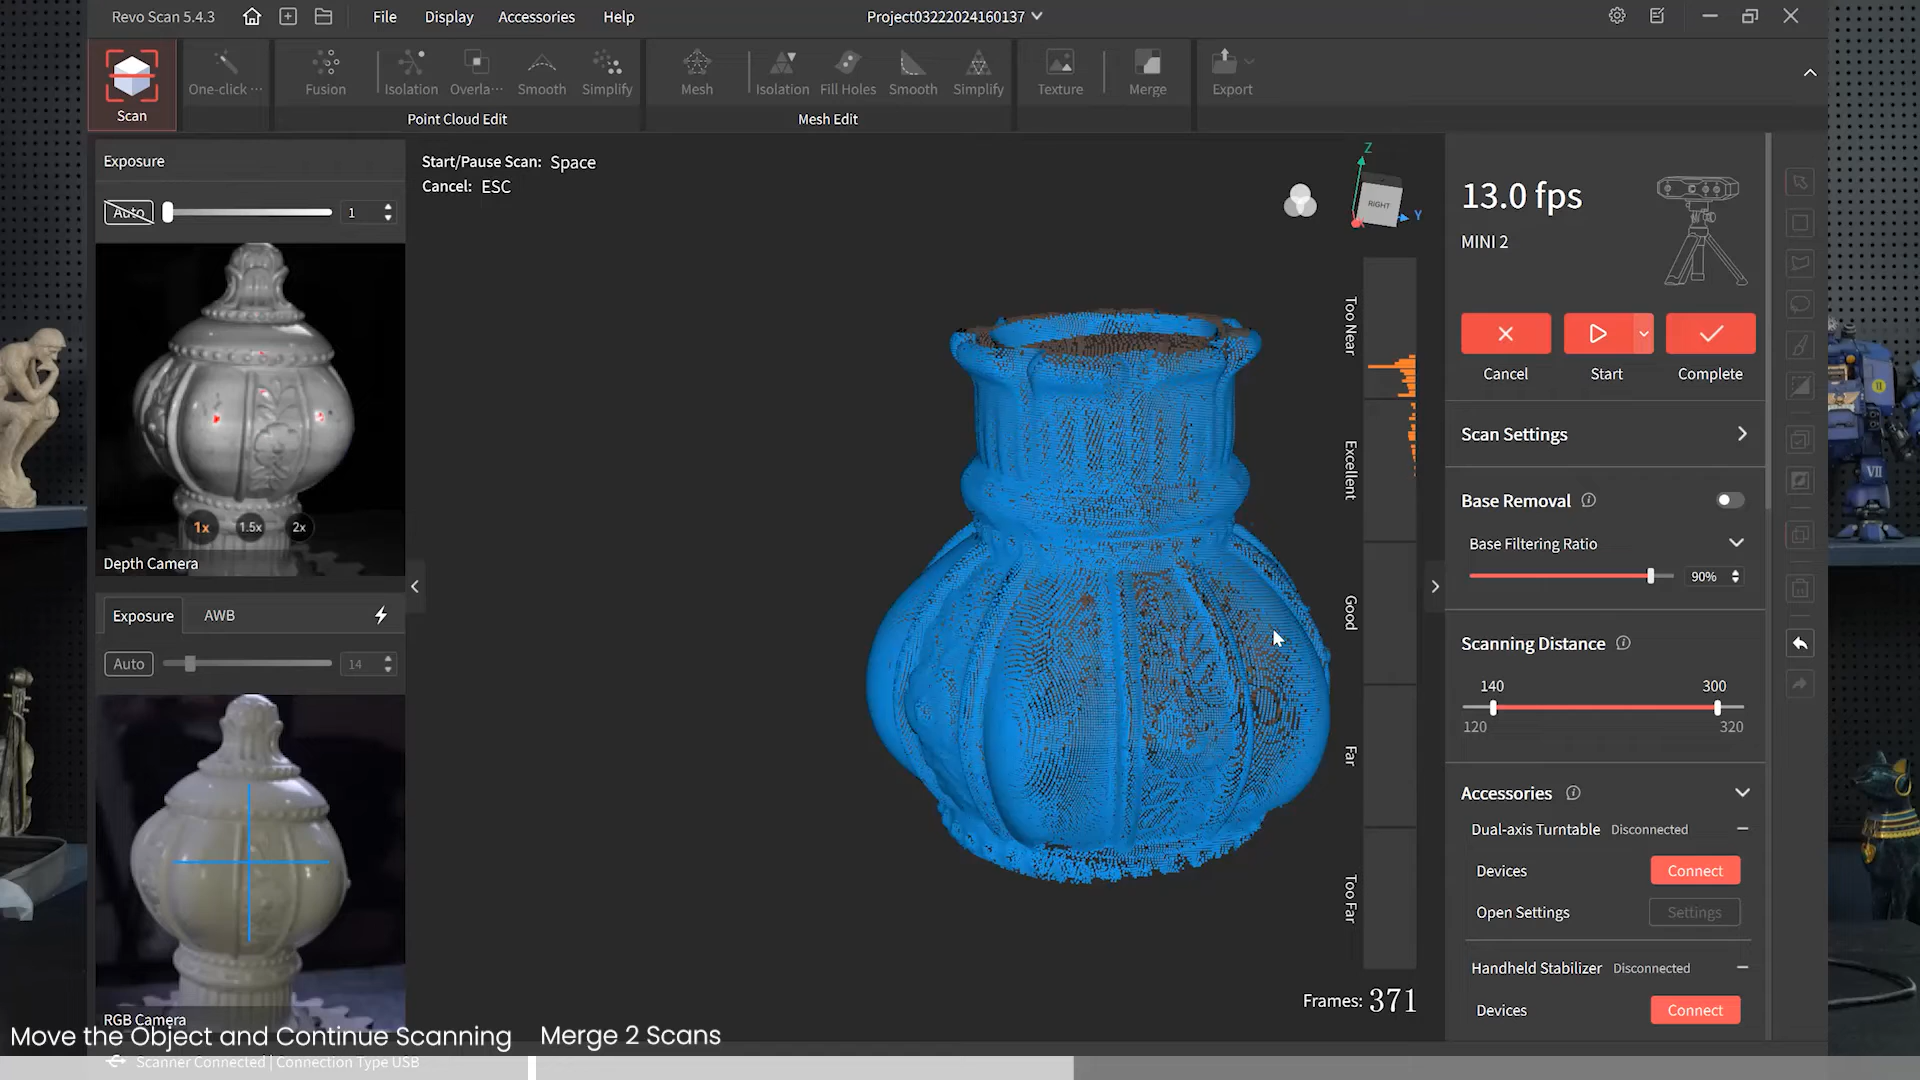 Revo Scan 5.4.3
File
Display
Accessories
Help
Project03222024160137
Scan
One-click ···
Fusion
Isolation
Overla···
Smooth
Simplify
Point Cloud Edit
Mesh
Isolation
Fill Holes
Smooth
Simplify
Mesh Edit
Texture
Merge
Export
Exposure
Auto
1
1x
1.5x
2x
Depth Camera
Exposure
AWB
Auto
14
RGB Camera
Start/Pause Scan: Space
Cancel: ESC
Z
RIGHT
Y
Too Near
Excellent
Good
Far
Too Far
Frames: 371
13.0 fps
MINI 2
Cancel
Start
Complete
Scan Settings
Base Removal
Base Filtering Ratio
90%
Scanning Distance
140
300
120
320
Accessories
Dual-axis Turntable Disconnected
Devices
Connect
Open Settings
Settings
Handheld Stabilizer Disconnected
Devices
Connect
II
VII
Move the Object and Continue Scanning
Merge 2 Scans
Scanner Connected | Connection Type USB